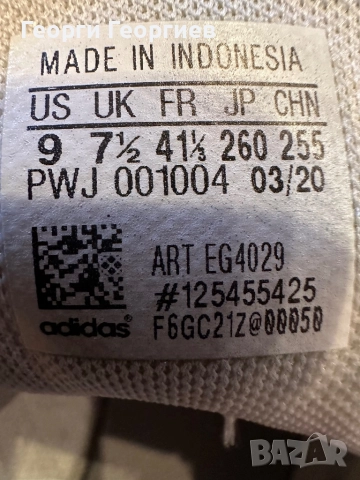 Георги Георгиев
MADE IN INDONESIA
US UK FR JP CHN
9 7½ 41⅓ 260 255
PWJ 001004 03/20
ART EG4029
#125455425
adidas F6GC21Z@00050
BAZAR